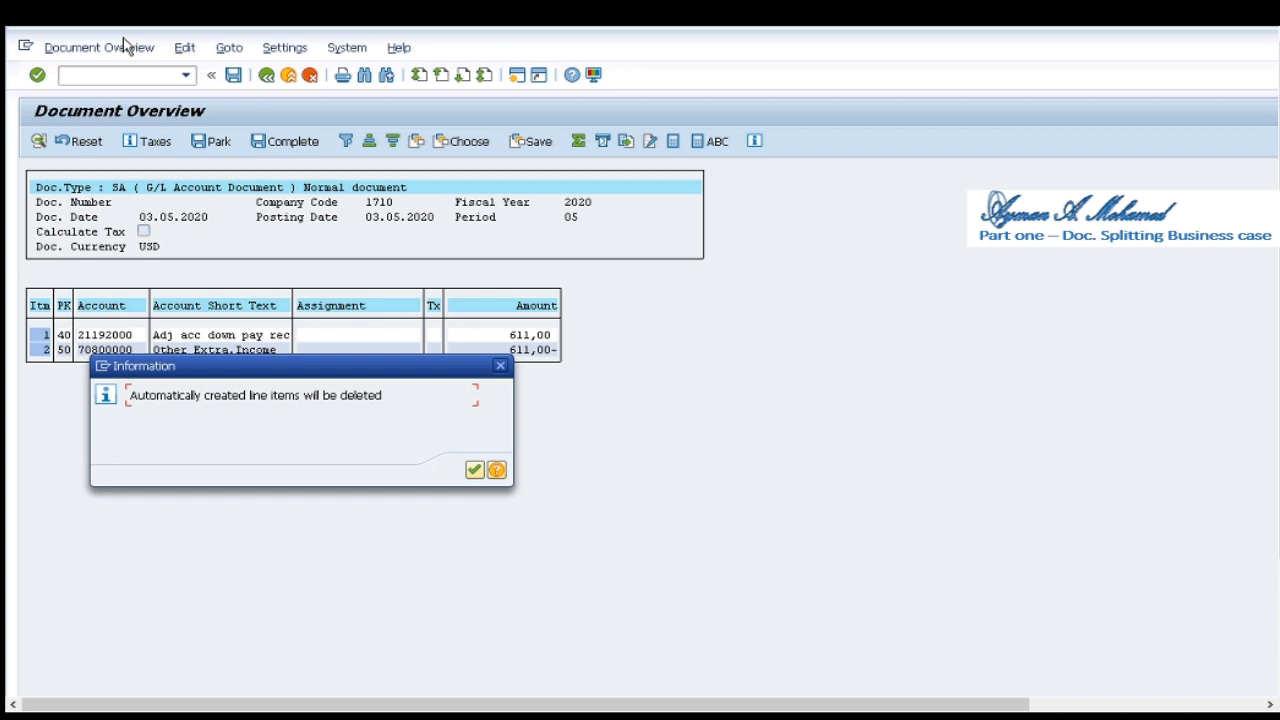 Document Overview Edit Goto Settings System Help
Document Overview
Reset Taxes Park Complete Choose Save ABC
Doc.Type : SA ( G/L Account Document ) Normal document
Doc. Number Company Code 1710 Fiscal Year 2020
Doc. Date 03.05.2020 Posting Date 03.05.2020 Period 05
Calculate Tax
Doc. Currency USD
Ayman A. Mohamed
Part one – Doc. Splitting Business case
Itm PK Account Account Short Text Assignment Tx Amount
1 40 21192000 Adj acc down pay rec 611,00
2 50 70800000 Other Extra.Income 611,00-
Information
Automatically created line items will be deleted